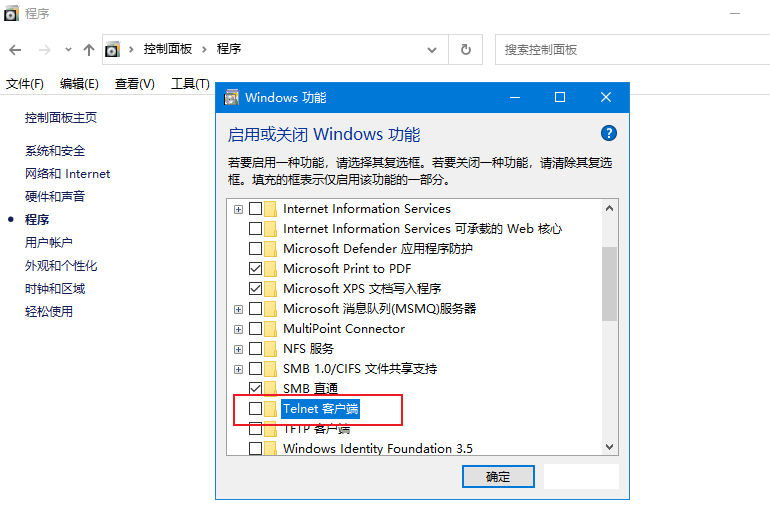 程序
控制面板 程序
搜索控制面板
文件(F) 编辑(E) 查看(V) 工具(T)
控制面板主页
系统和安全
网络和 Internet
硬件和声音
程序
用户帐户
外观和个性化
时钟和区域
轻松使用
Windows 功能
启用或关闭 Windows 功能
若要启用一种功能，请选择其复选框。若要关闭一种功能，请清除其复选
框。填充的框表示仅启用该功能的一部分。
Internet Information Services
Internet Information Services 可承载的 Web 核心
Microsoft Defender 应用程序防护
Microsoft Print to PDF
Microsoft XPS 文档写入程序
Microsoft 消息队列(MSMQ)服务器
MultiPoint Connector
NFS 服务
SMB 1.0/CIFS 文件共享支持
SMB 直通
Telnet 客户端
TFTP 客户端
Windows Identity Foundation 3.5
确定